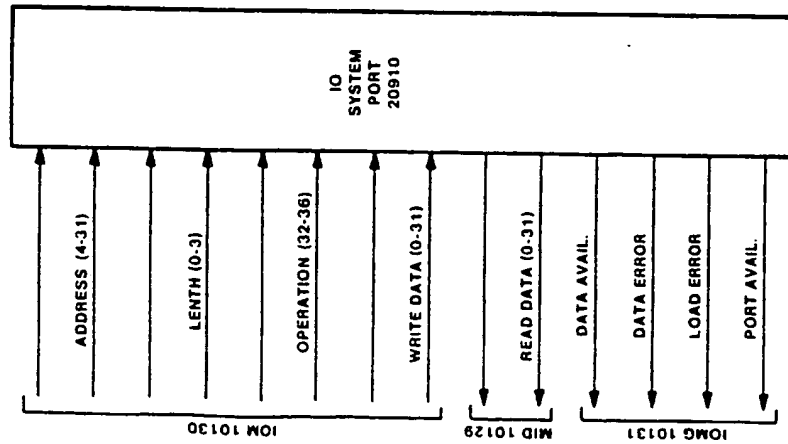 IO
SYSTEM
PORT
20910
ADDRESS (4-31)
LENTH (0-3)
OPERATION (32-36)
WRITE DATA (0-31)
READ DATA (0-31)
DATA AVAIL.
DATA ERROR
LOAD ERROR
PORT AVAIL.
IOM 10130
MID 10129
IOMG 10131